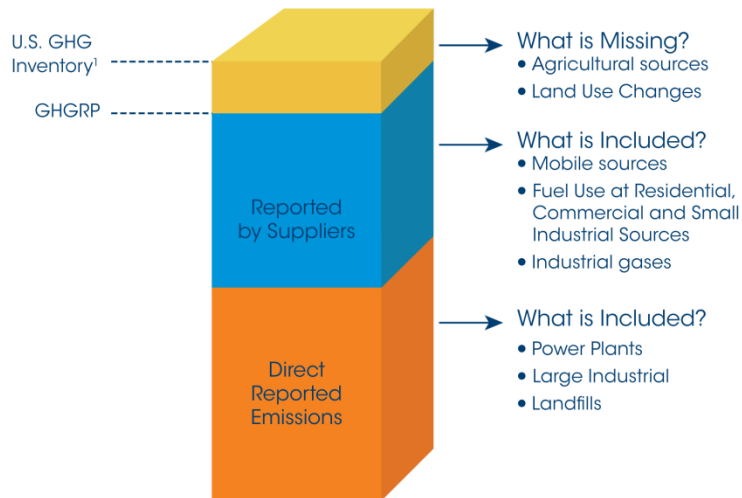 U.S. GHG
Inventory¹
GHGRP
What is Missing?
• Agricultural sources
• Land Use Changes
What is Included?
• Mobile sources
• Fuel Use at Residential,
Commercial and Small
Industrial Sources
• Industrial gases
Reported
by Suppliers
What is Included?
• Power Plants
• Large Industrial
• Landfills
Direct
Reported
Emissions